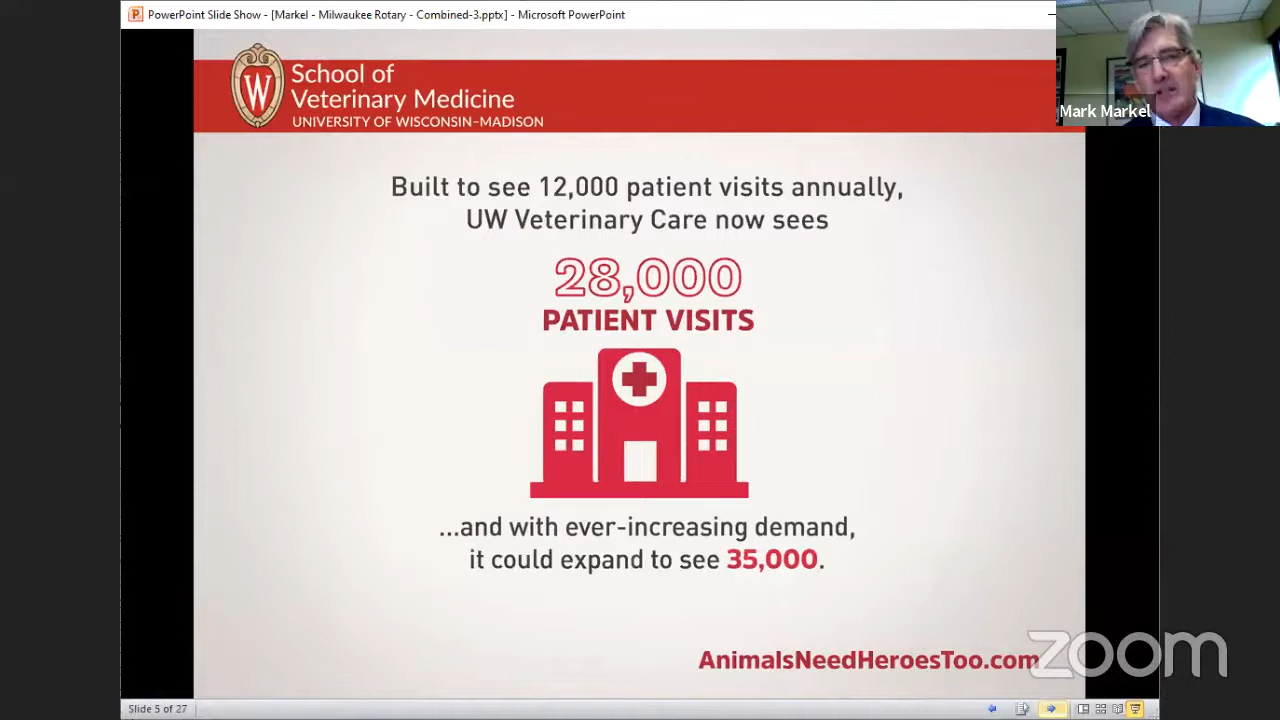 PowerPoint Slide Show - [Markel - Milwaukee Rotary - Combined-3.pptx] - Microsoft PowerPoint
W
School of
Veterinary Medicine
UNIVERSITY OF WISCONSIN–MADISON
Mark Markel
Built to see 12,000 patient visits annually,
UW Veterinary Care now sees
28,000
PATIENT VISITS
...and with ever-increasing demand,
it could expand to see 35,000.
AnimalsNeedHeroesToo.com
zoom
Slide 5 of 27